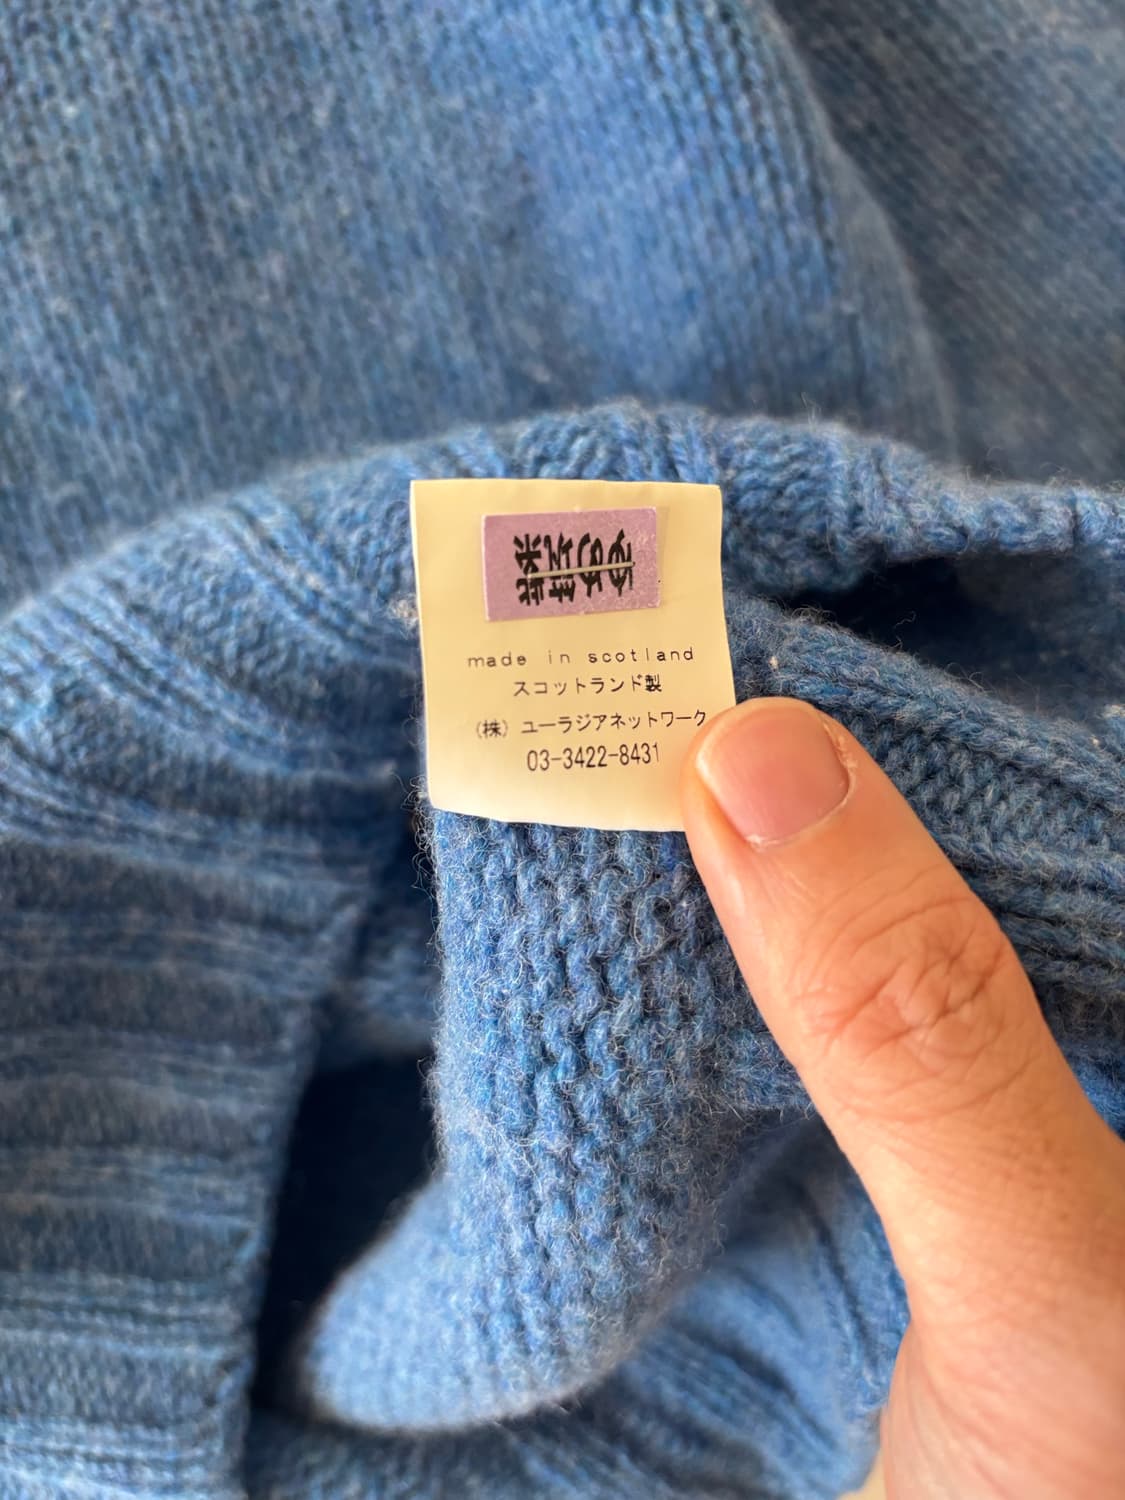 made in scotland
スコットランド製
(株) ユーラジアネットワーク
03-3422-8431